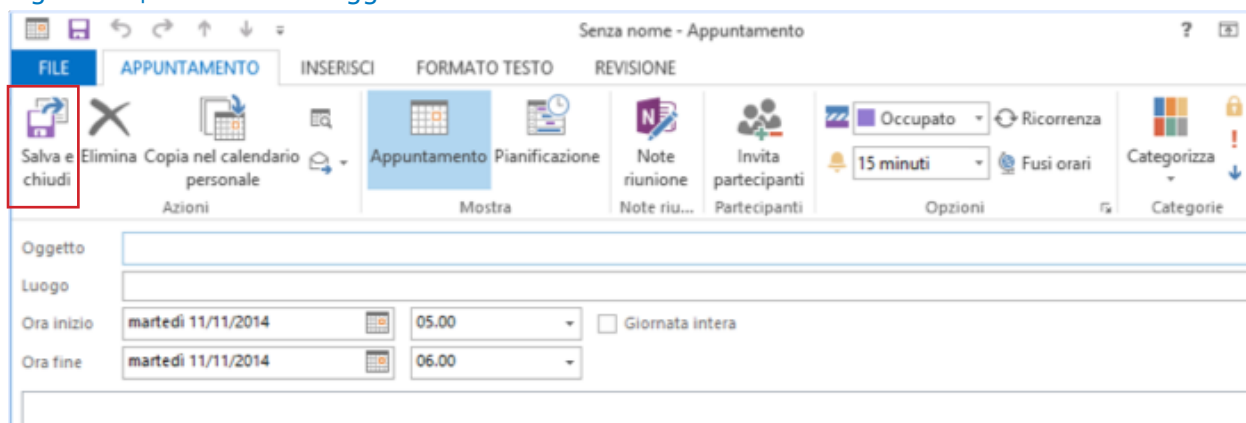 Senza nome - Appuntamento ?
FILE APPUNTAMENTO INSERISCI FORMATO TESTO REVISIONE
Salva e chiudi
Elimina
Copia nel calendario personale
Appuntamento
Pianificazione
Note riunione
Invita partecipanti
Occupato
Ricorrenza
15 minuti
Fusi orari
Categorizza
Azioni Mostra Note riu... Partecipanti Opzioni Categorie
Oggetto
Luogo
Ora inizio martedì 11/11/2014 05.00 Giornata intera
Ora fine martedì 11/11/2014 06.00